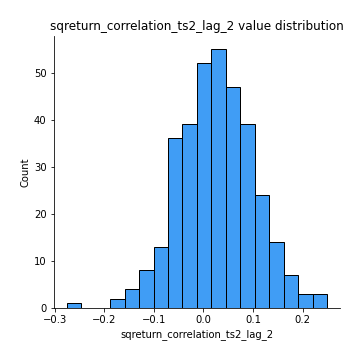 sqreturn_correlation_ts2_lag_2 value distribution
50
40
30
20
10
0
Count
−0.3 −0.2 −0.1 0.0 0.1 0.2
sqreturn_correlation_ts2_lag_2